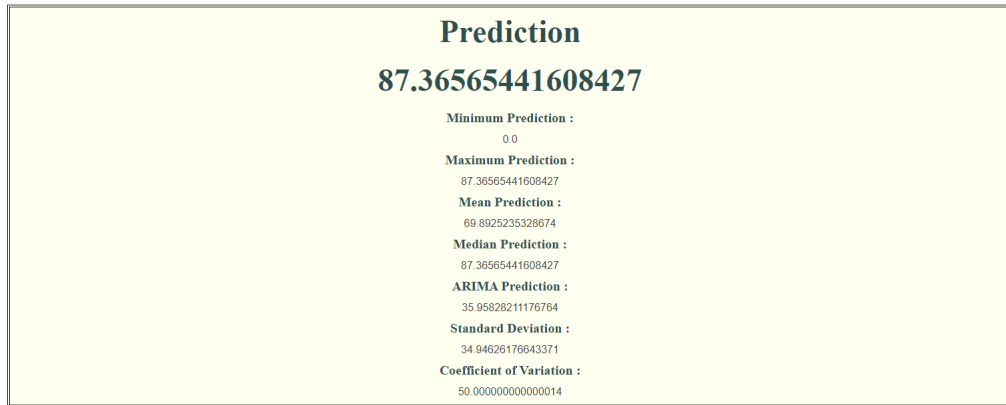 Prediction
87.36565441608427
Minimum Prediction :
0.0
Maximum Prediction :
87.36565441608427
Mean Prediction :
69.8925235328674
Median Prediction :
87.36565441608427
ARIMA Prediction :
35.95828211176764
Standard Deviation :
34.94626176643371
Coefficient of Variation :
50.000000000000014